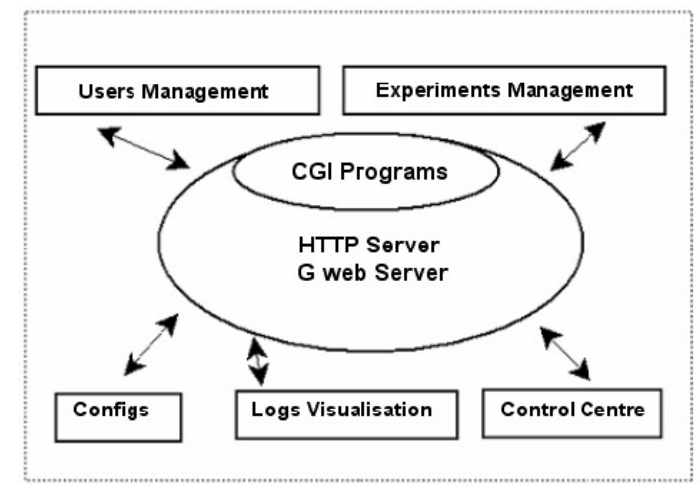 Users Management
Experiments Management
CGI Programs
HTTP Server
G web Server
Configs
Logs Visualisation
Control Centre